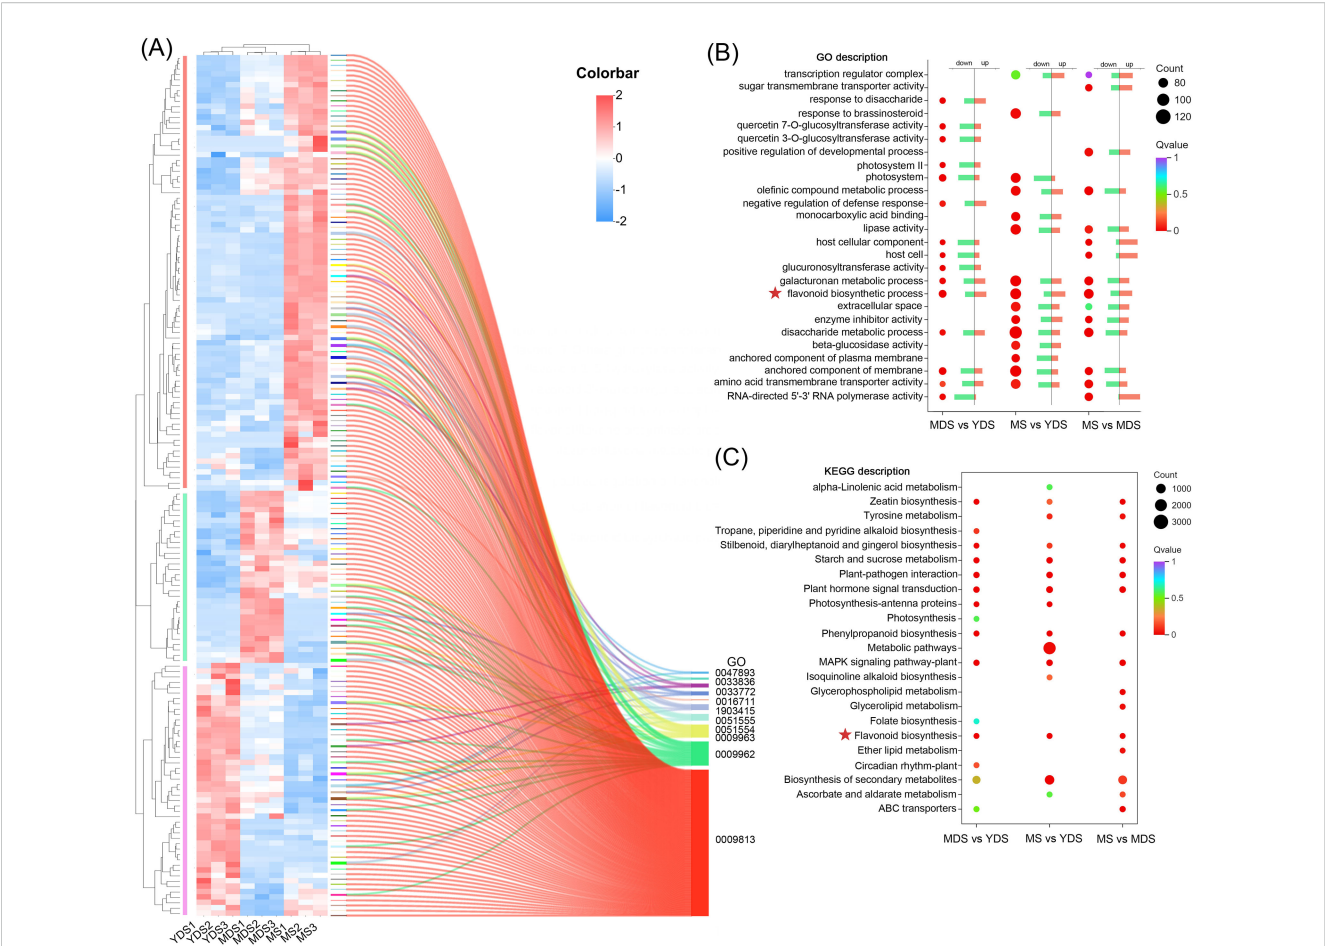 (A)
Colorbar
2
1
0
-1
-2
GO
0047893
0033836
0033772
0016711
1903415
0051555
0051554
0009963
0009962
0009813
YDS1
YDS2
YDS3
MDS1
MDS2
MDS3
MS1
MS2
MS3
(B)
GO description
down up
down up
down up
transcription regulator complex
sugar transmembrane transporter activity
response to disaccharide
response to brassinosteroid
quercetin 7-O-glucosyltransferase activity
quercetin 3-O-glucosyltransferase activity
positive regulation of developmental process
photosystem II
photosystem
olefinic compound metabolic process
negative regulation of defense response
monocarboxylic acid binding
lipase activity
host cellular component
host cell
glucuronosyltransferase activity
galacturonan metabolic process
flavonoid biosynthetic process
extracellular space
enzyme inhibitor activity
disaccharide metabolic process
beta-glucosidase activity
anchored component of plasma membrane
anchored component of membrane
amino acid transmembrane transporter activity
RNA-directed 5'-3' RNA polymerase activity
MDS vs YDS
MS vs YDS
MS vs MDS
Count
80
100
120
Qvalue
1
0.5
0
(C)
KEGG description
alpha-Linolenic acid metabolism
Zeatin biosynthesis
Tyrosine metabolism
Tropane, piperidine and pyridine alkaloid biosynthesis
Stilbenoid, diarylheptanoid and gingerol biosynthesis
Starch and sucrose metabolism
Plant-pathogen interaction
Plant hormone signal transduction
Photosynthesis-antenna proteins
Photosynthesis
Phenylpropanoid biosynthesis
Metabolic pathways
MAPK signaling pathway-plant
Isoquinoline alkaloid biosynthesis
Glycerophospholipid metabolism
Glycerolipid metabolism
Folate biosynthesis
Flavonoid biosynthesis
Ether lipid metabolism
Circadian rhythm-plant
Biosynthesis of secondary metabolites
Ascorbate and aldarate metabolism
ABC transporters
MDS vs YDS
MS vs YDS
MS vs MDS
Count
1000
2000
3000
Qvalue
1
0.5
0